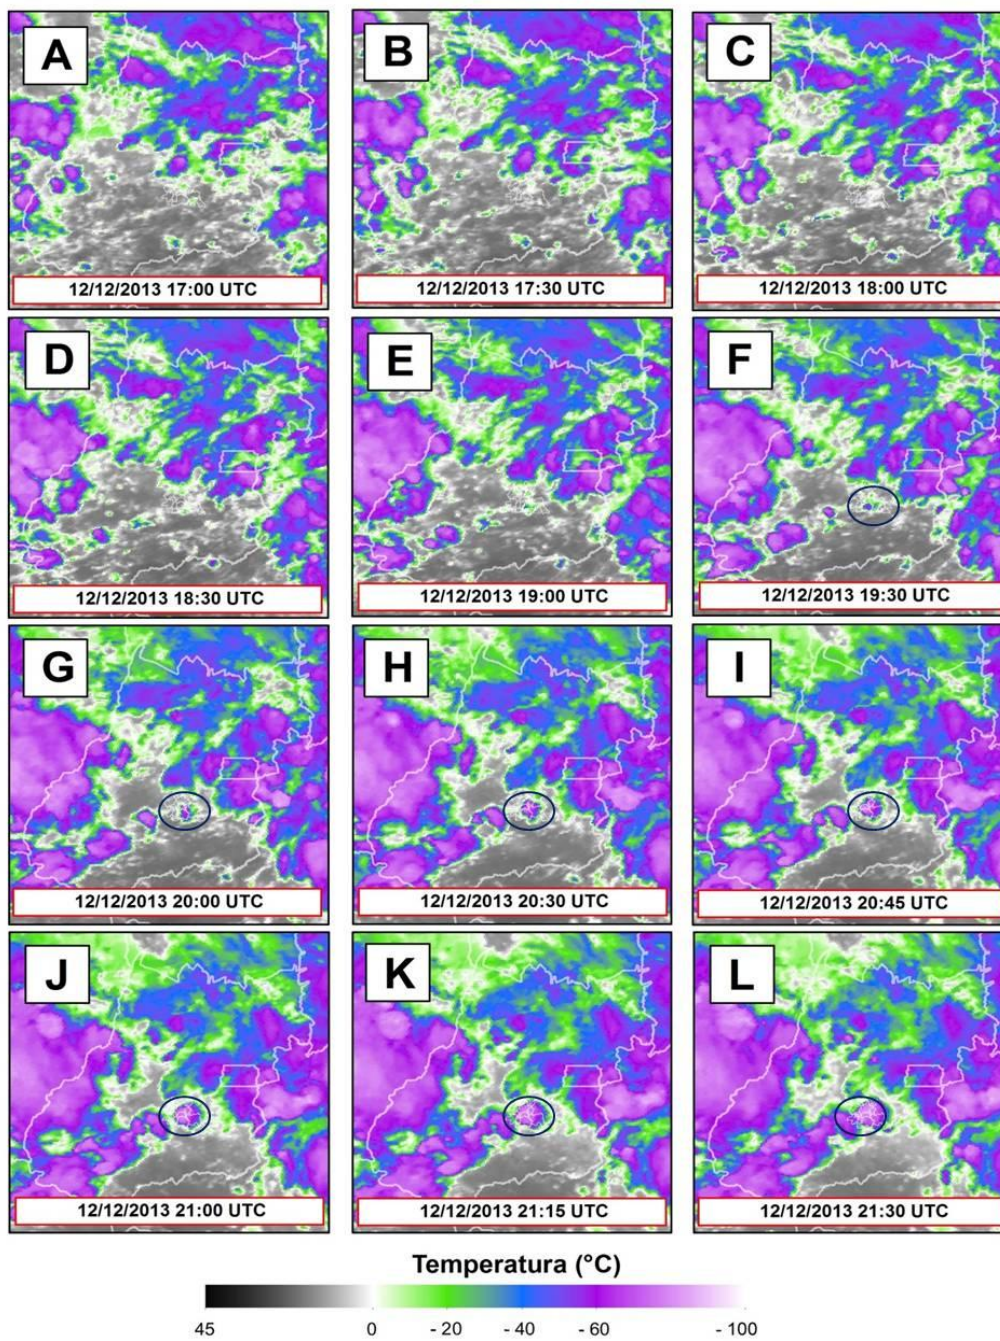 A
B
C
12/12/2013 17:00 UTC
12/12/2013 17:30 UTC
12/12/2013 18:00 UTC
D
E
F
12/12/2013 18:30 UTC
12/12/2013 19:00 UTC
12/12/2013 19:30 UTC
G
H
I
12/12/2013 20:00 UTC
12/12/2013 20:30 UTC
12/12/2013 20:45 UTC
J
K
L
12/12/2013 21:00 UTC
12/12/2013 21:15 UTC
12/12/2013 21:30 UTC
Temperatura (°C)
45 0 - 20 - 40 - 60 - 100